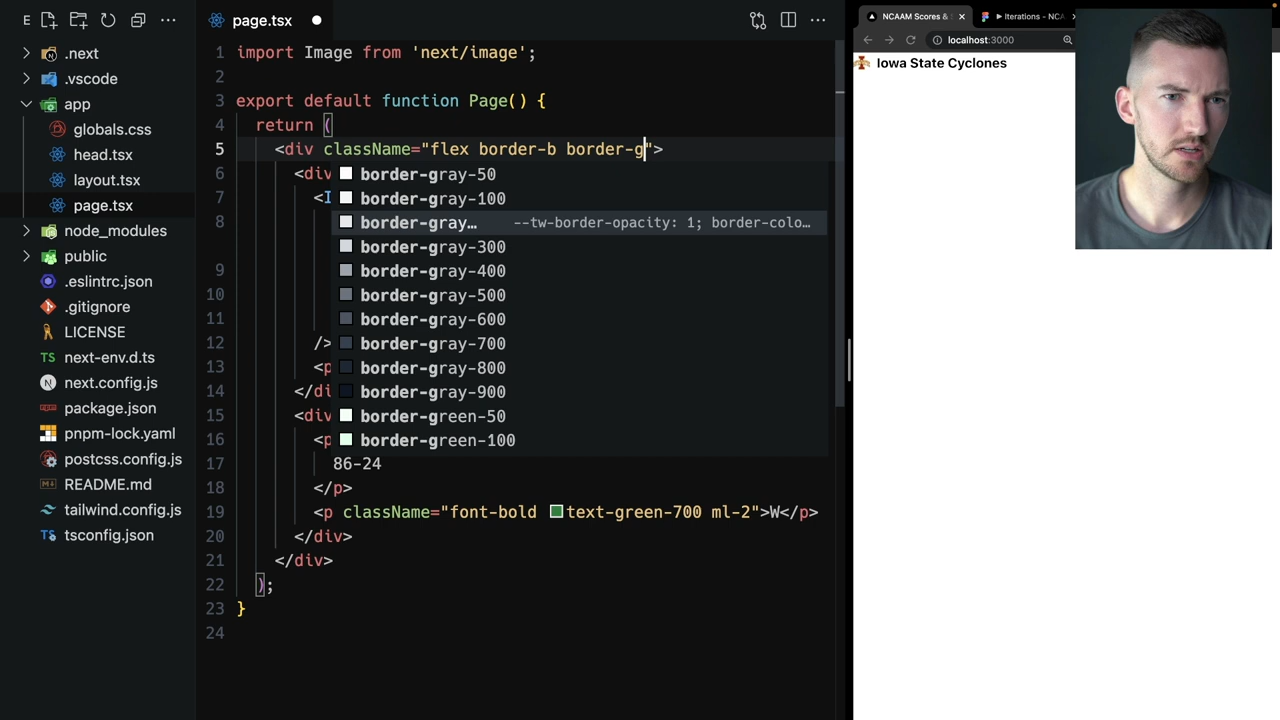 E
page.tsx
NCAAM Scores &
Iterations - NCA
localhost:3000
Iowa State Cyclones
.next
.vscode
app
globals.css
head.tsx
layout.tsx
page.tsx
node_modules
public
.eslintrc.json
.gitignore
LICENSE
TS next-env.d.ts
next.config.js
package.json
pnpm-lock.yaml
postcss.config.js
README.md
tailwind.config.js
tsconfig.json
1 import Image from 'next/image';
2
3 export default function Page() {
4 return (
5 <div className="flex border-b border-g">
6 <div
7 <I
8
9
10
11
12 />
13 <p
14 </di
15 <div
16 <p
17 86-24
18 </p>
19 <p className="font-bold text-green-700 ml-2">W</p>
20 </div>
21 </div>
22 );
23 }
24
border-gray-50
border-gray-100
border-gray… --tw-border-opacity: 1; border-colo…
border-gray-300
border-gray-400
border-gray-500
border-gray-600
border-gray-700
border-gray-800
border-gray-900
border-green-50
border-green-100